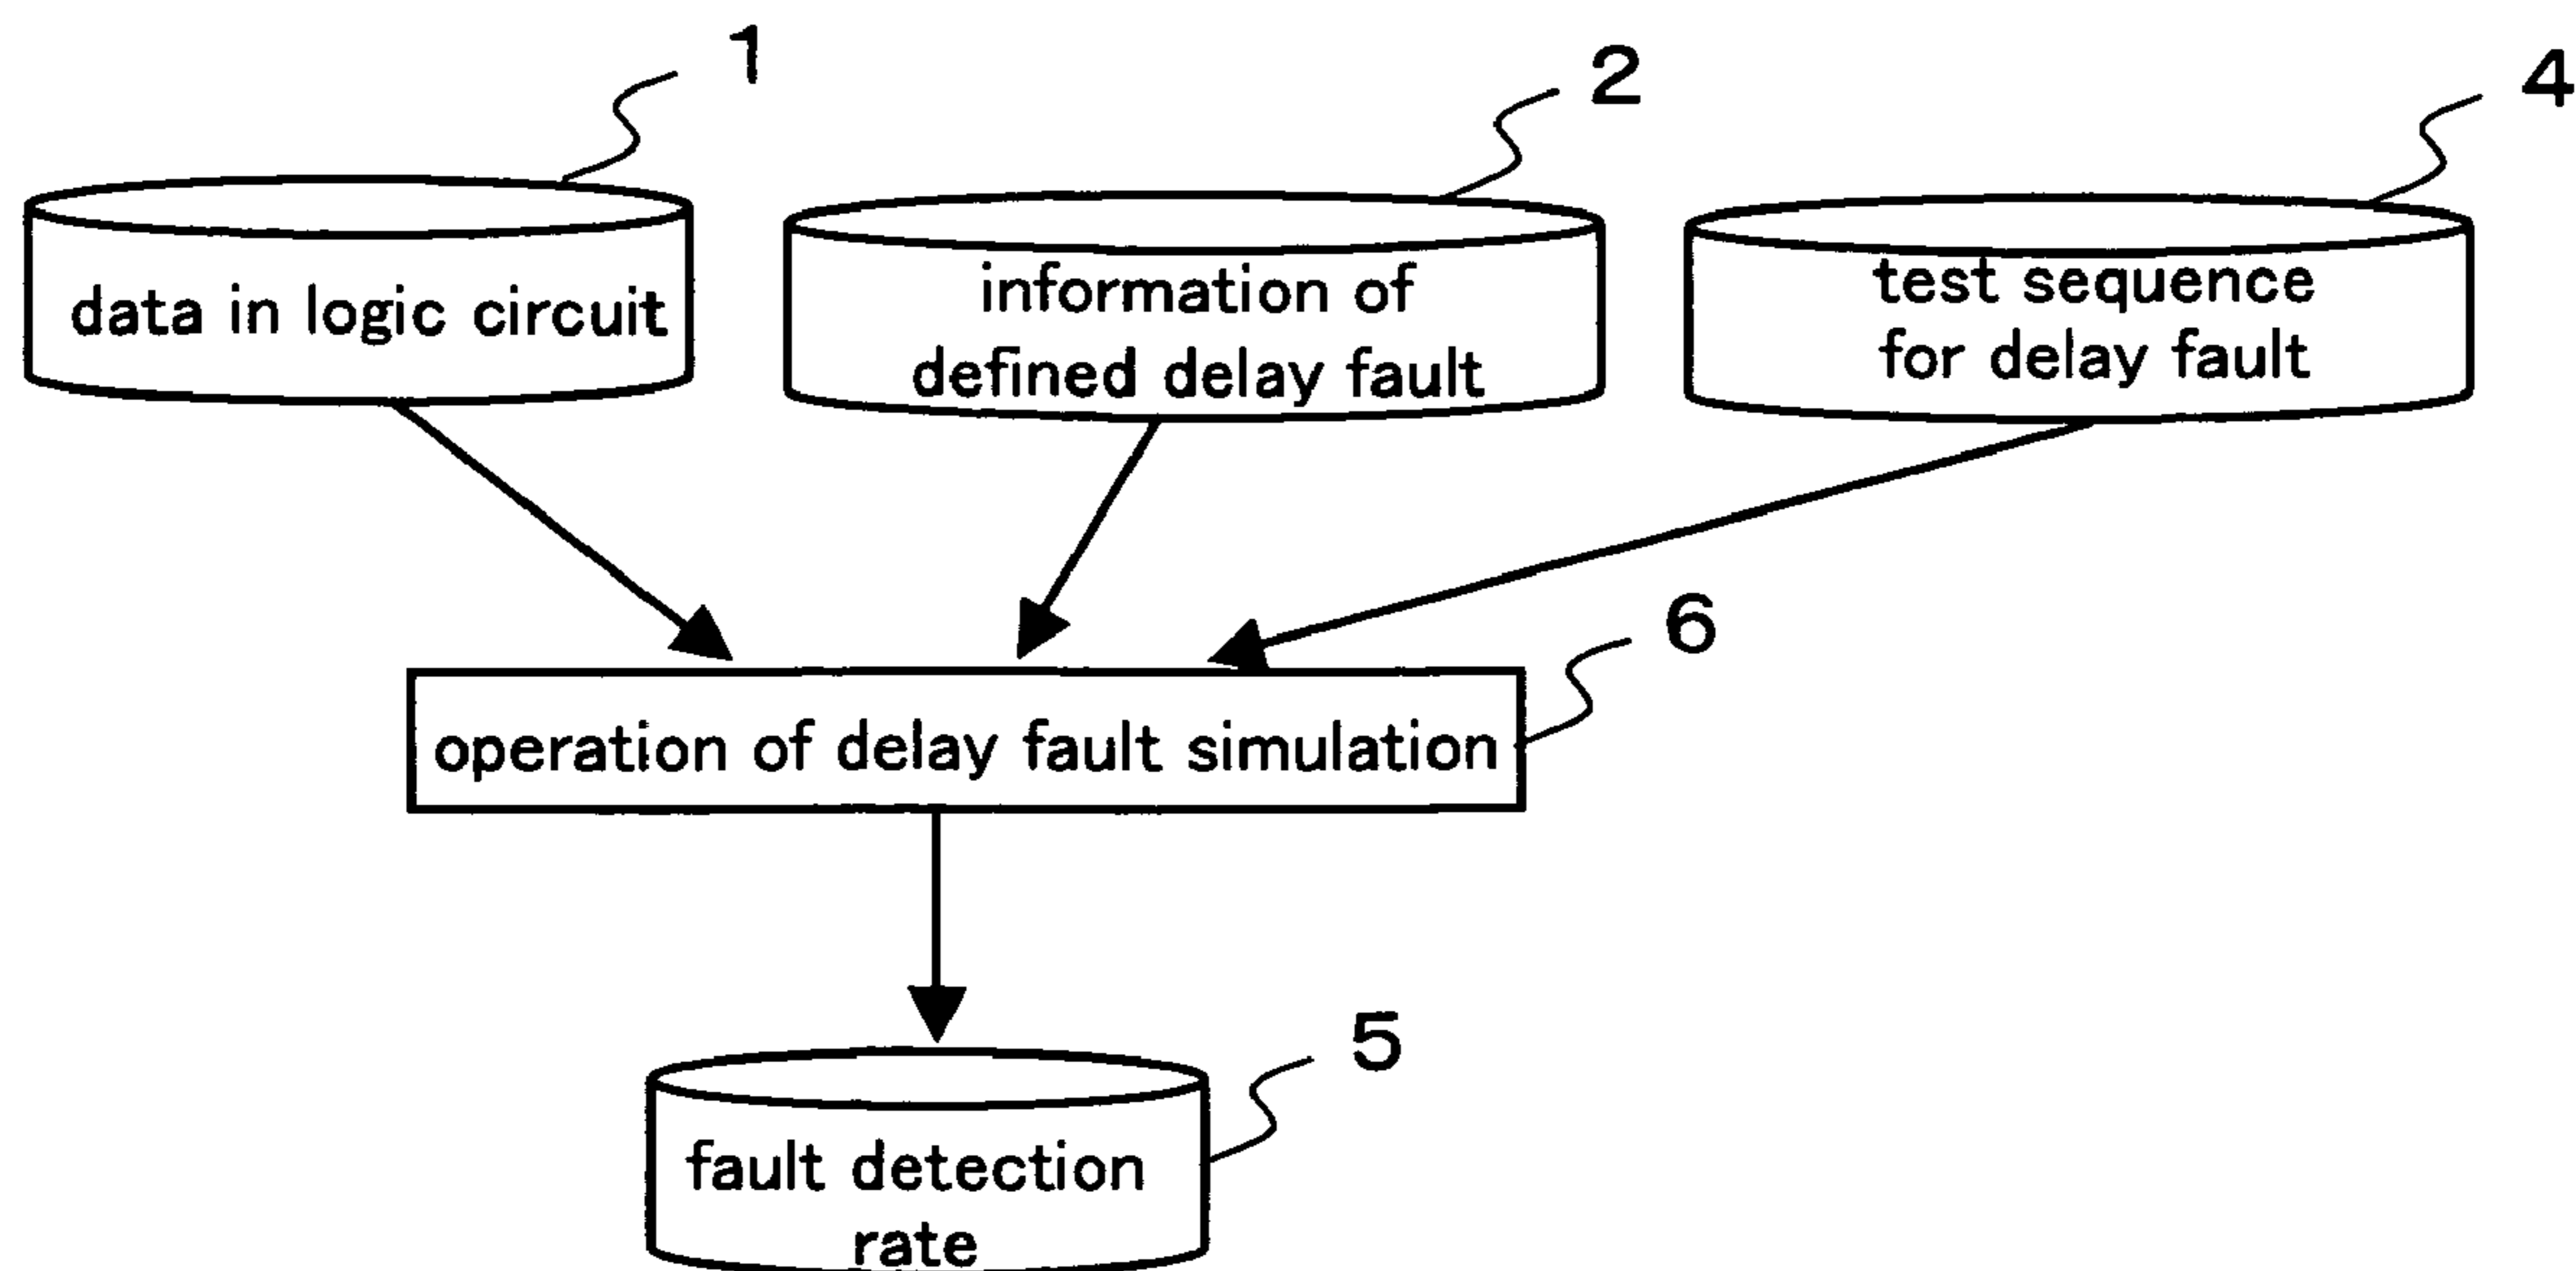 1
2
4
data in logic circuit
information of
defined delay fault
test sequence
for delay fault
6
operation of delay fault simulation
5
fault detection
rate